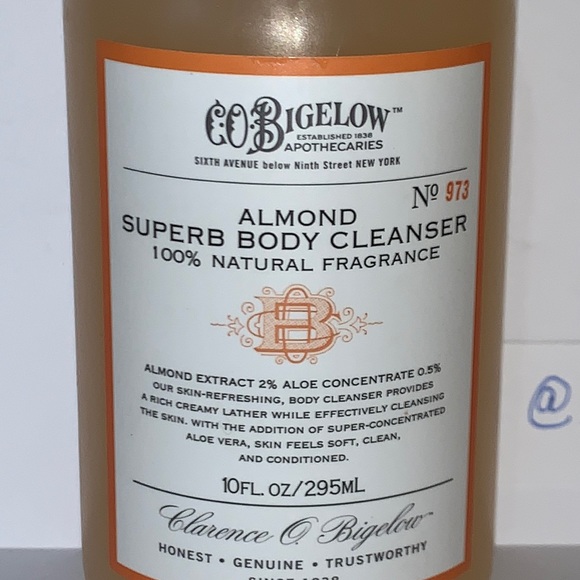 C.O. BIGELOW™
ESTABLISHED 1838
APOTHECARIES
SIXTH AVENUE below Ninth Street NEW YORK
Nº 973
ALMOND
SUPERB BODY CLEANSER
100% NATURAL FRAGRANCE
ALMOND EXTRACT 2% ALOE CONCENTRATE 0.5%
OUR SKIN-REFRESHING, BODY CLEANSER PROVIDES
A RICH CREAMY LATHER WHILE EFFECTIVELY CLEANSING
THE SKIN. WITH THE ADDITION OF SUPER-CONCENTRATED
ALOE VERA, SKIN FEELS SOFT, CLEAN,
AND CONDITIONED.
10FL. OZ/295ML
Clarence O. Bigelow™
HONEST • GENUINE • TRUSTWORTHY
SINCE 1838
@